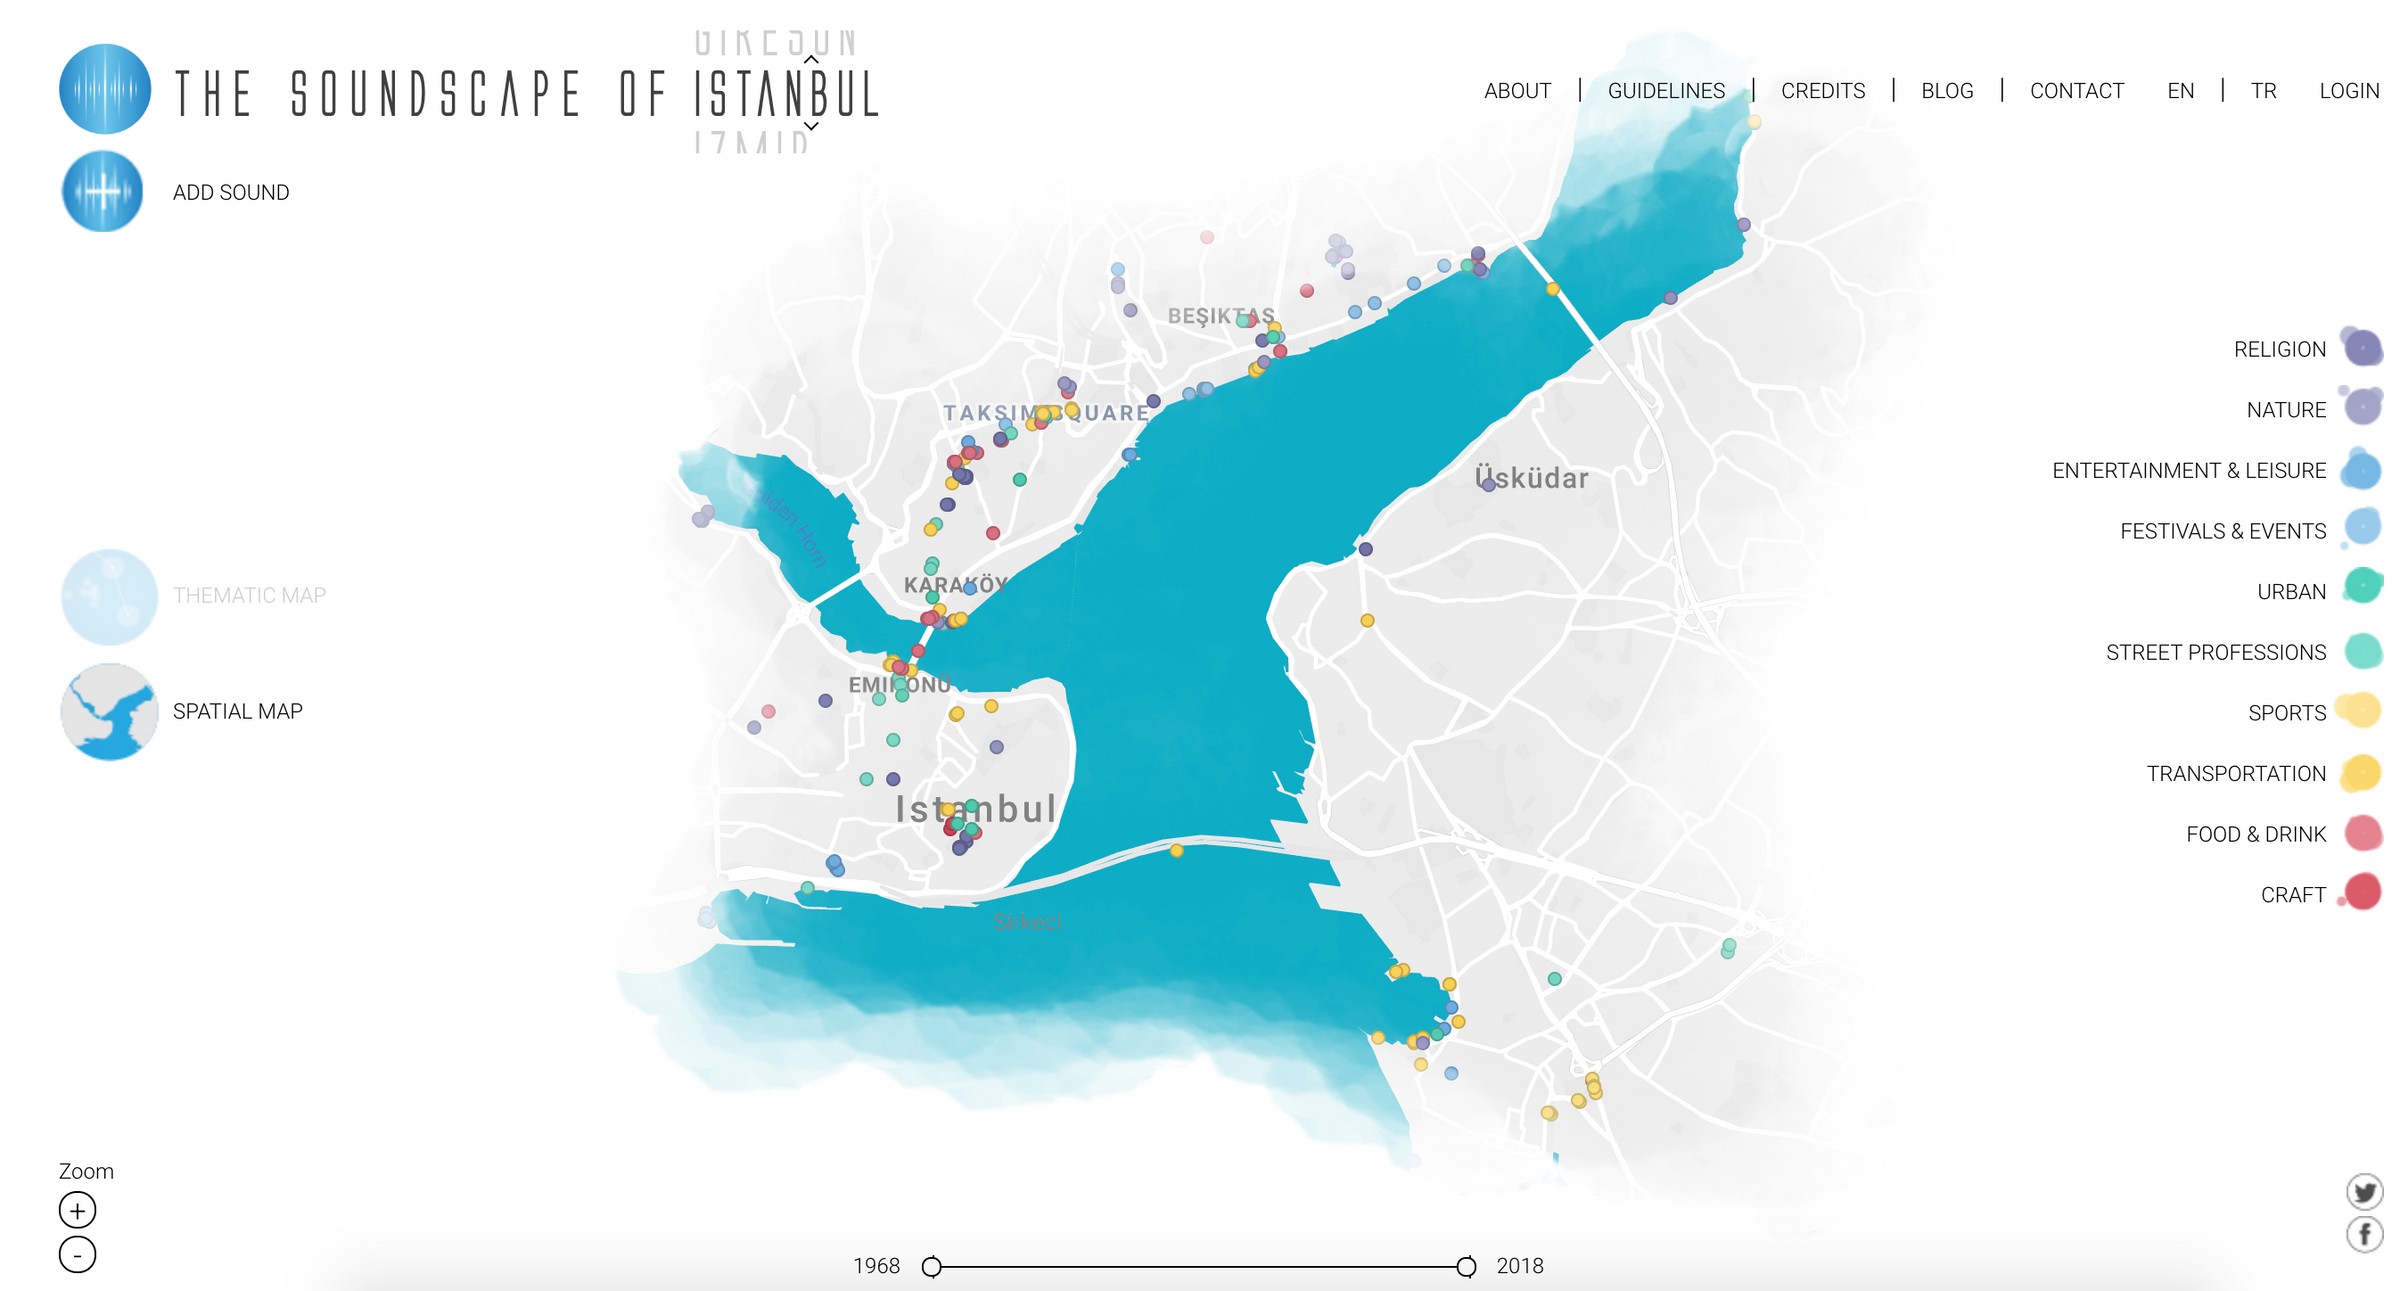 GIRESUN
THE SOUNDSCAPE OF ISTANBUL
IZMIR
ABOUT | GUIDELINES | CREDITS | BLOG | CONTACT EN | TR LOGIN
ADD SOUND
BEŞIKTAŞ
TAKSIM SQUARE
Üsküdar
Golden Horn
KARAKÖY
EMINÖNÜ
Istanbul
Sirkeci
THEMATIC MAP
SPATIAL MAP
RELIGION
NATURE
ENTERTAINMENT & LEISURE
FESTIVALS & EVENTS
URBAN
STREET PROFESSIONS
SPORTS
TRANSPORTATION
FOOD & DRINK
CRAFT
Zoom
+
-
1968 2018